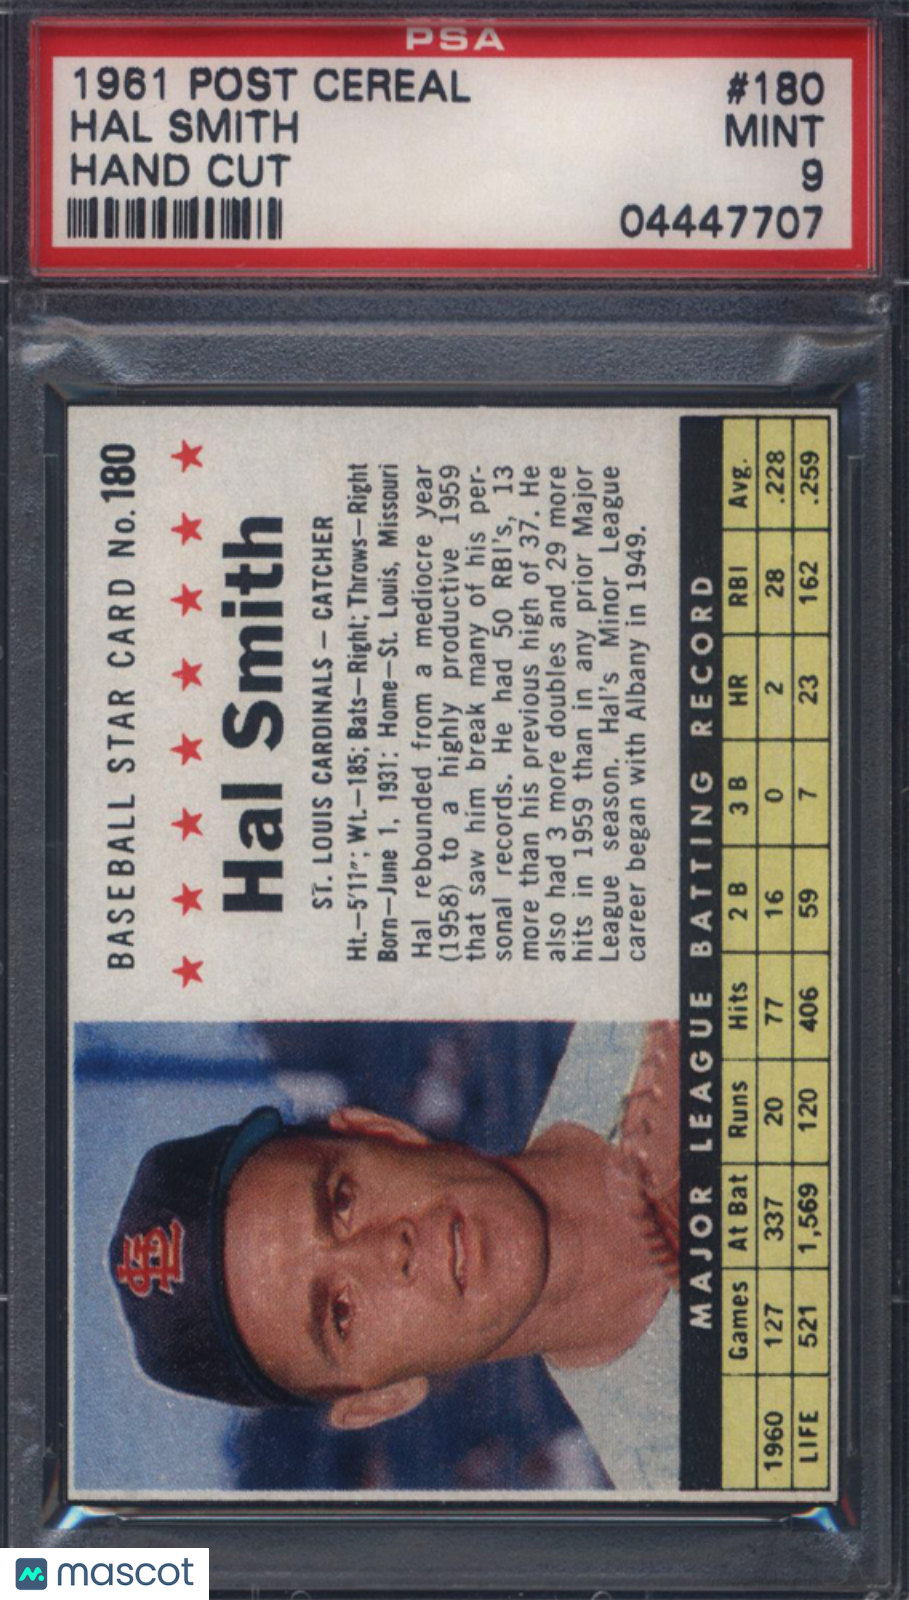 PSA
1961 POST CEREAL #180
HAL SMITH MINT
HAND CUT 9
04447707
BASEBALL STAR CARD No. 180
Hal Smith
ST. LOUIS CARDINALS – CATCHER
Ht.–5'11"; Wt.–185; Bats–Right; Throws–Right
Born–June 1, 1931: Home–St. Louis, Missouri
Hal rebounded from a mediocre year
(1958) to a highly productive 1959
that saw him break many of his per-
sonal records. He had 50 RBI's, 13
more than his previous high of 37. He
also had 3 more doubles and 29 more
hits in 1959 than in any prior Major
League season. Hal's Minor League
career began with Albany in 1949.
MAJOR LEAGUE BATTING RECORD
Games At Bat Runs Hits 2 B 3 B HR RBI Avg.
1960 127 337 20 77 16 0 2 28 .228
LIFE 521 1,569 120 406 59 7 23 162 .259
StL
mascot